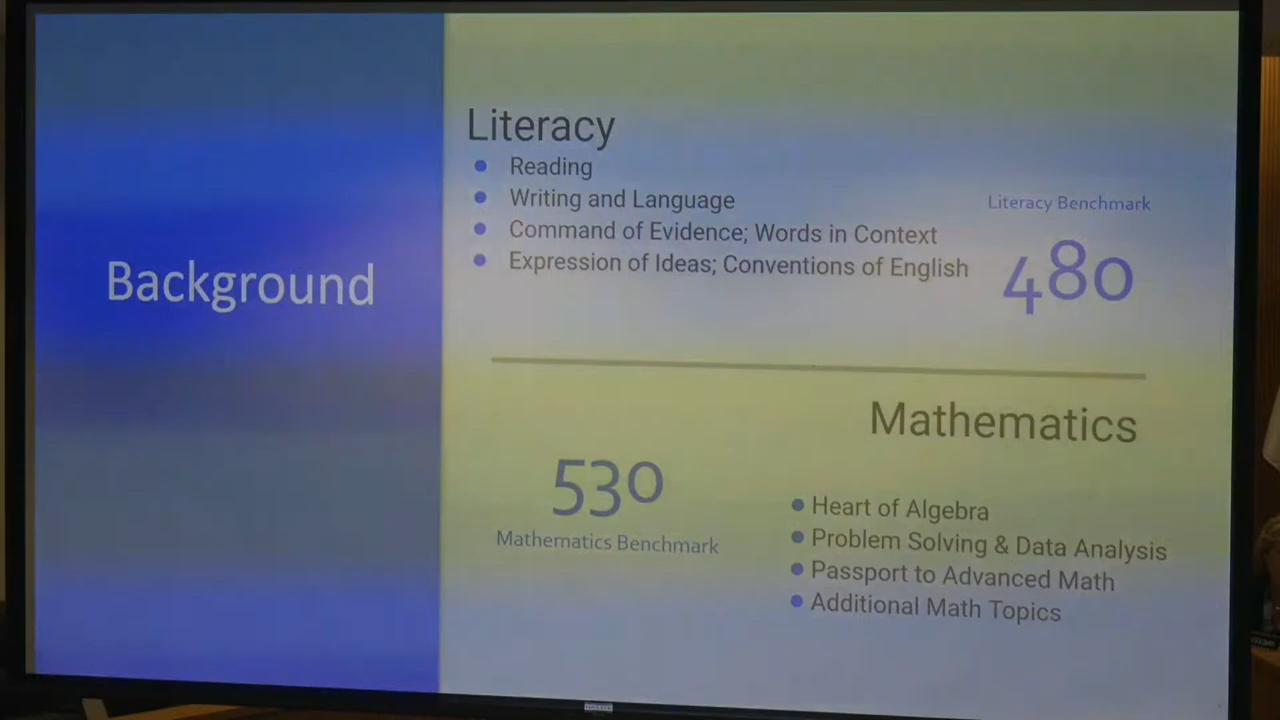 Background
Literacy
Reading
Writing and Language
Command of Evidence; Words in Context
Expression of Ideas; Conventions of English
Literacy Benchmark
480
Mathematics
530
Mathematics Benchmark
Heart of Algebra
Problem Solving & Data Analysis
Passport to Advanced Math
Additional Math Topics